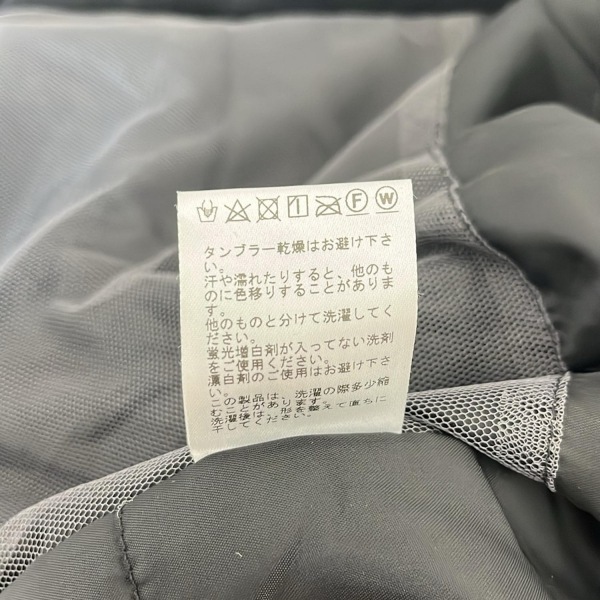 F W
タンブラー乾燥はお避け下さ
い。
汗や濡れたりすると、他のも
のに色移りすることがありま
す。
他のものと分けて洗濯してく
ださい。
蛍光増白剤が入ってない洗剤
をご使用ください。
漂白剤のご使用はお避け下さ
い。
この製品は、洗濯の際多少縮
むことがあります。
洗濯後は、形を整えて直ちに
干してください。